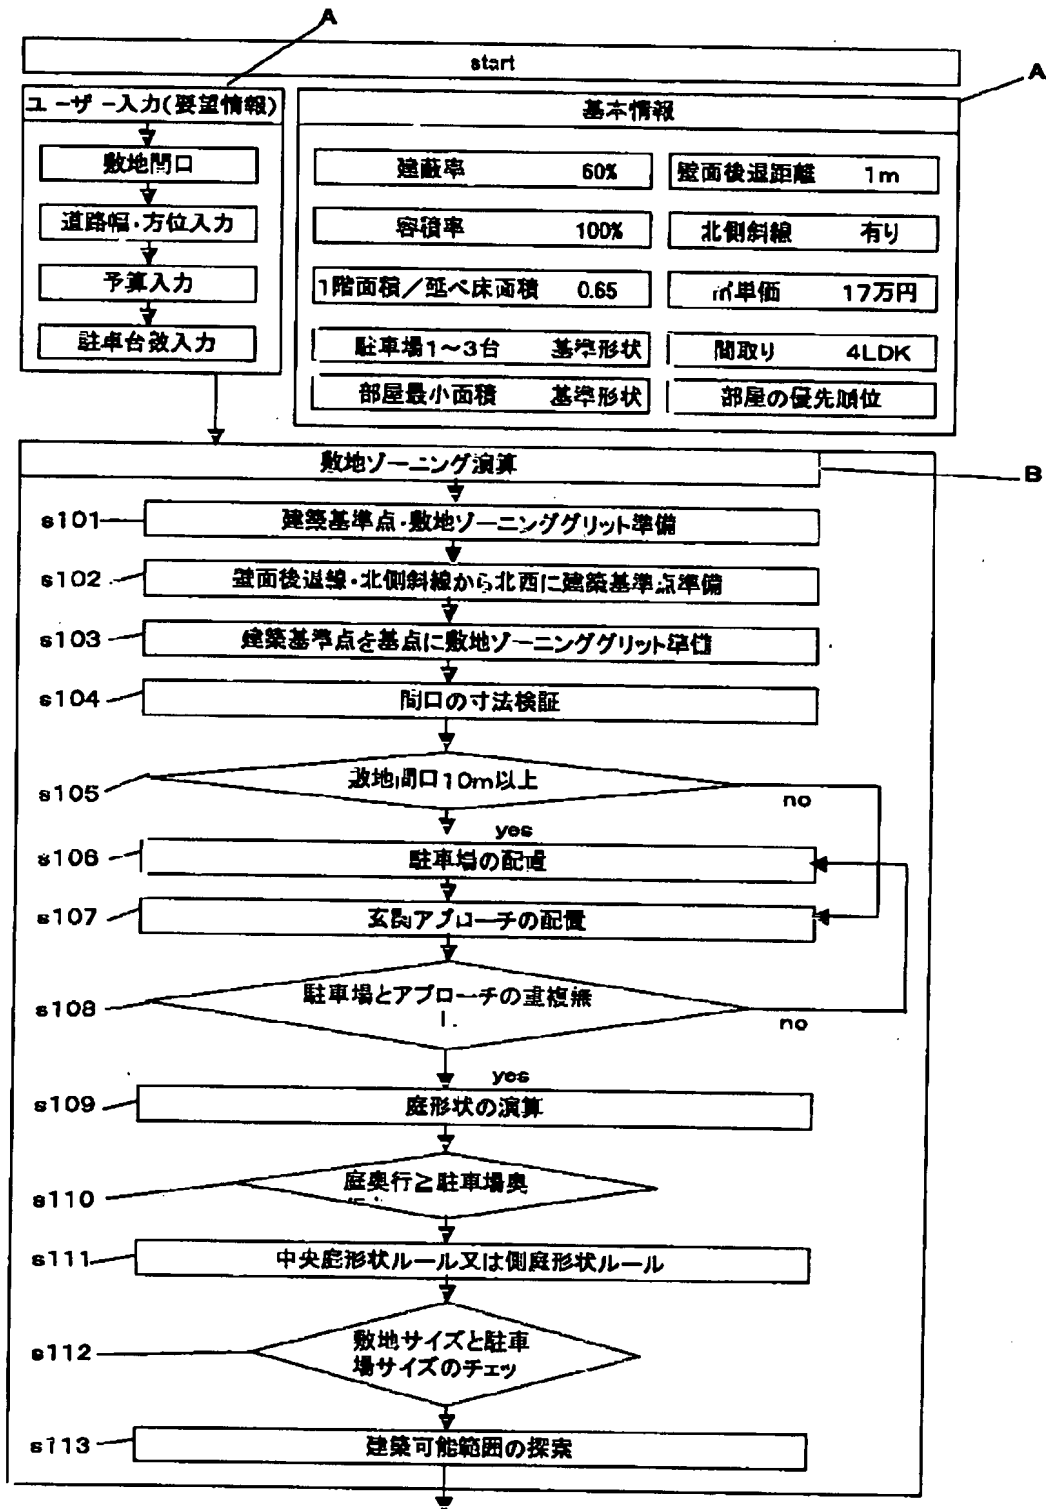 A
start
A
ユーザー入力(要望情報)
敷地間口
道路幅・方位入力
予算入力
駐車台数入力
基本情報
建蔽率 60%
壁面後退距離 1m
容積率 100%
北側斜線 有り
1階面積／延べ床面積 0.65
㎡単価 17万円
駐車場1～3台 基準形状
間取り 4LDK
部屋最小面積 基準形状
部屋の優先順位
敷地ゾーニング演算
B
s101
建築基準点・敷地ゾーニンググリット準備
s102
壁面後退線・北側斜線から北西に建築基準点準備
s103
建築基準点を基点に敷地ゾーニンググリット準備
s104
間口の寸法検証
s105
敷地間口10m以上
no
yes
s106
駐車場の配置
s107
玄関アプローチの配置
s108
駐車場とアプローチの重複無
no
yes
s109
庭形状の演算
s110
庭奥行≧駐車場奥
s111
中央庭形状ルール又は側庭形状ルール
s112
敷地サイズと駐車
場サイズのチェッ
s113
建築可能範囲の探索